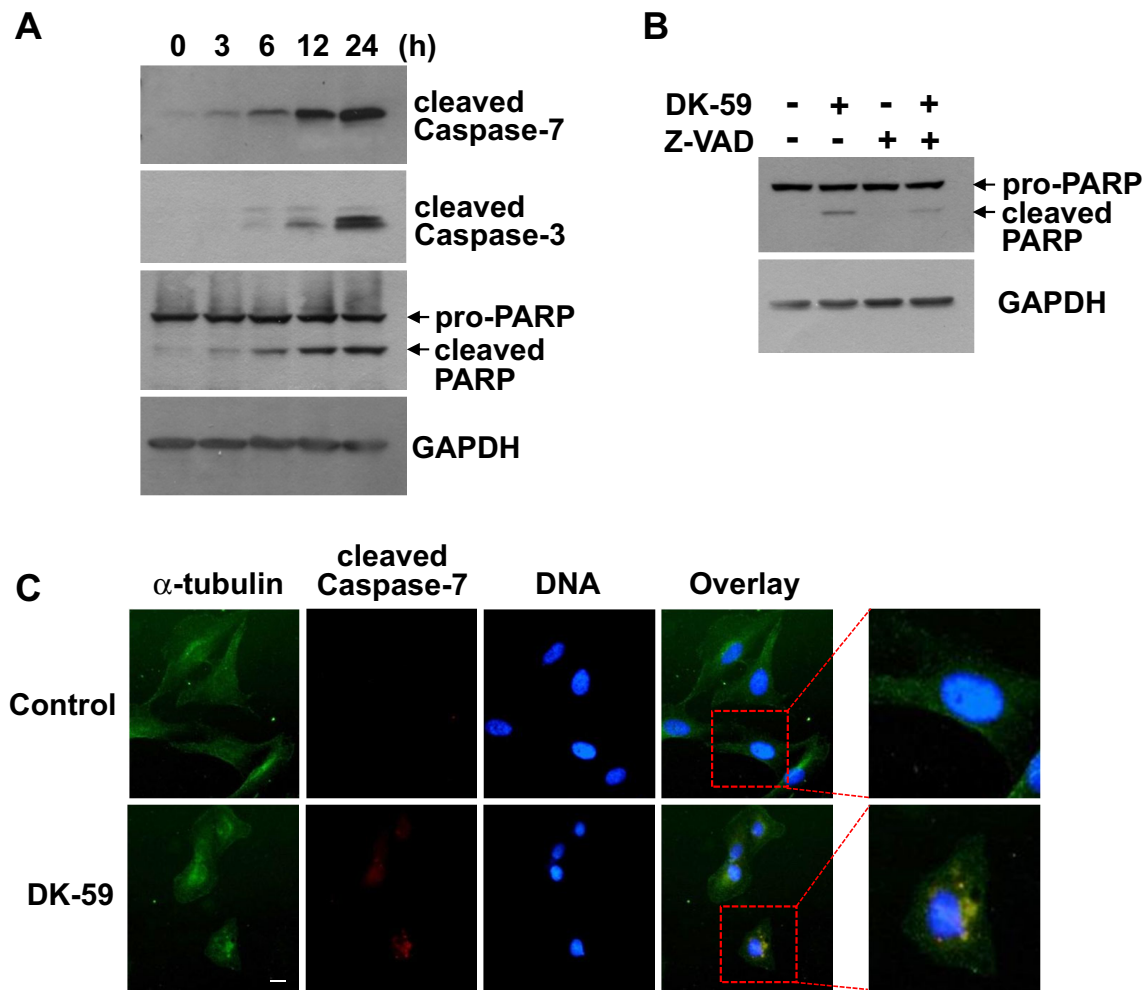 A
0 3 6 12 24 (h)
cleaved
Caspase-7
cleaved
Caspase-3
pro-PARP
cleaved
PARP
GAPDH
B
DK-59 - + - +
Z-VAD - - + +
pro-PARP
cleaved
PARP
GAPDH
C
α-tubulin
cleaved
Caspase-7
DNA
Overlay
Control
DK-59